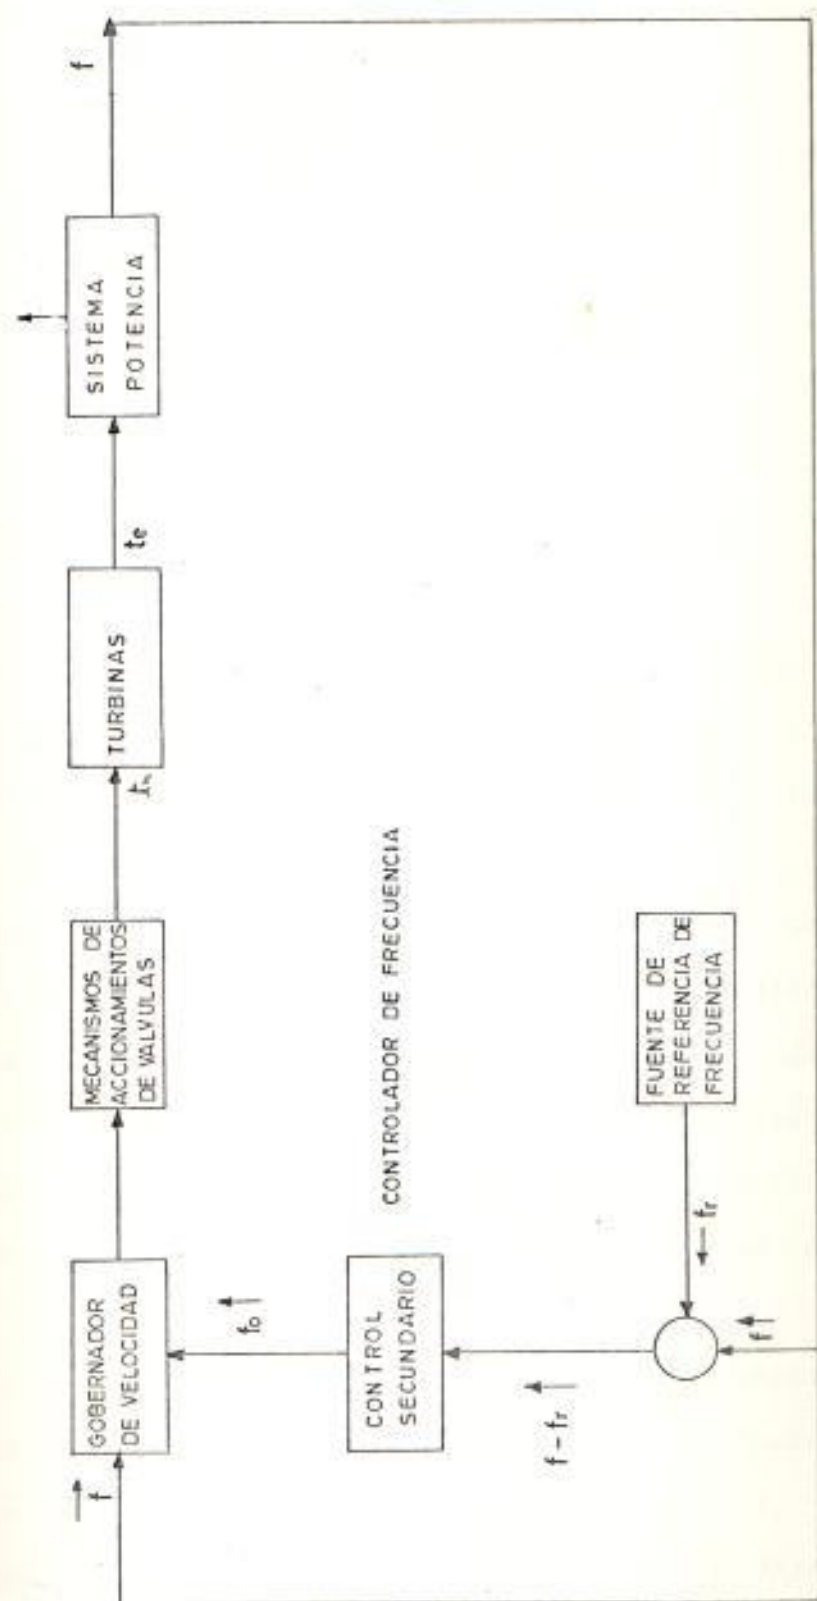 f
GOBERNADOR
DE VELOCIDAD
MECANISMOS DE
ACCIONAMIENTOS
DE VALVULAS
TURBINAS
te
SISTEMA
POTENCIA
f
fo
CONTROL
SECUNDARIO
CONTROLADOR DE FRECUENCIA
f - fr
fr
f
FUENTE DE
REFERENCIA DE
FRECUENCIA